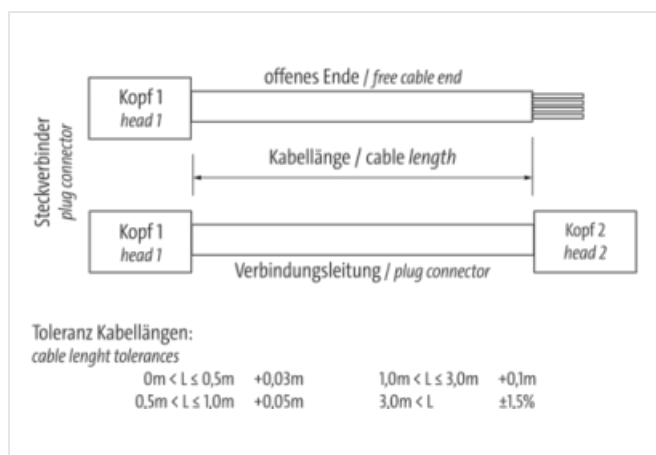 offenes Ende / free cable end
Kopf 1
head 1
Steckverbinder
plug connector
Kabellänge / cable length
Kopf 1
head 1
Kopf 2
head 2
Verbindungsleitung / plug connector
Toleranz Kabellängen:
cable lenght tolerances
0m < L ≤ 0,5m +0,03m 1,0m < L ≤ 3,0m +0,1m
0.5m < L ≤ 1.0m +0,05m 3.0m < L ±1.5%